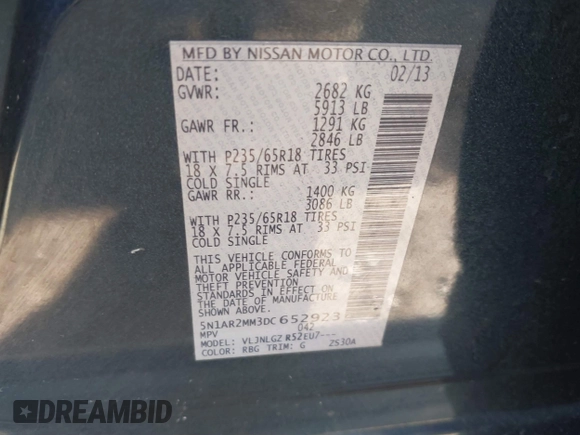 MFD BY NISSAN MOTOR CO., LTD.
DATE: 02/13
GVWR: 2682 KG
5913 LB
GAWR FR.: 1291 KG
2846 LB
WITH P235/65R18 TIRES
18 X 7.5 RIMS AT 33 PSI
COLD SINGLE
GAWR RR.: 1400 KG
3086 LB
WITH P235/65R18 TIRES
18 X 7.5 RIMS AT 33 PSI
COLD SINGLE
THIS VEHICLE CONFORMS TO
ALL APPLICABLE FEDERAL
MOTOR VEHICLE SAFETY AND
THEFT PREVENTION
STANDARDS IN EFFECT ON
THE DATE OF MANUFACTURE
SHOWN ABOVE.
5N1AR2MM3DC652923
MPV 042
MODEL: VLJNLGZ R52EU7---
COLOR: RBG TRIM: G ZS30A
DREAMBID